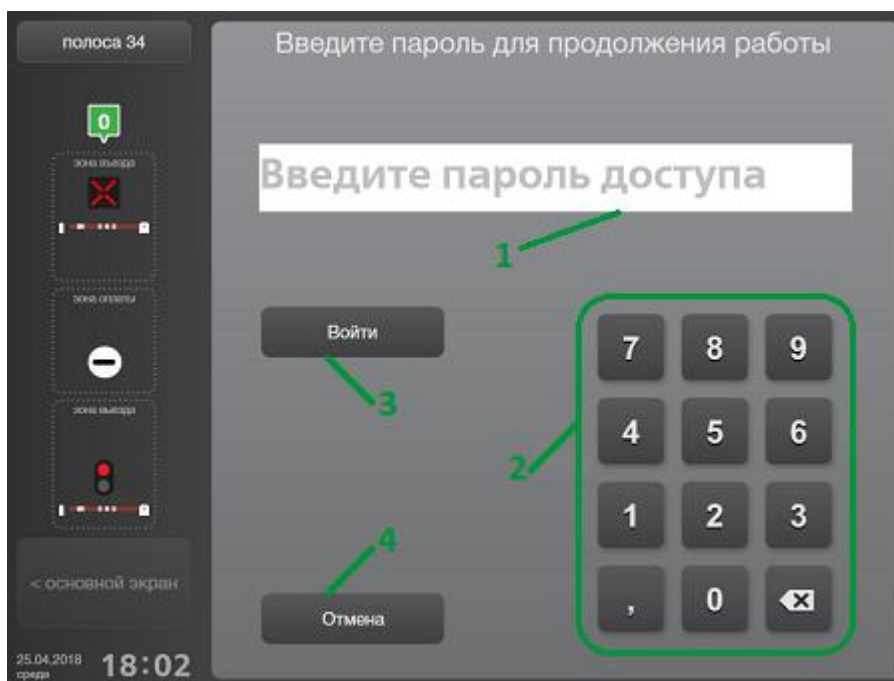 полоса 34
0
зона въезда
зона оплаты
зона выезда
< основной экран
25.04.2018
среда
18:02
Введите пароль для продолжения работы
Введите пароль доступа
1
Войти
3
4
Отмена
2
7 8 9
4 5 6
1 2 3
, 0